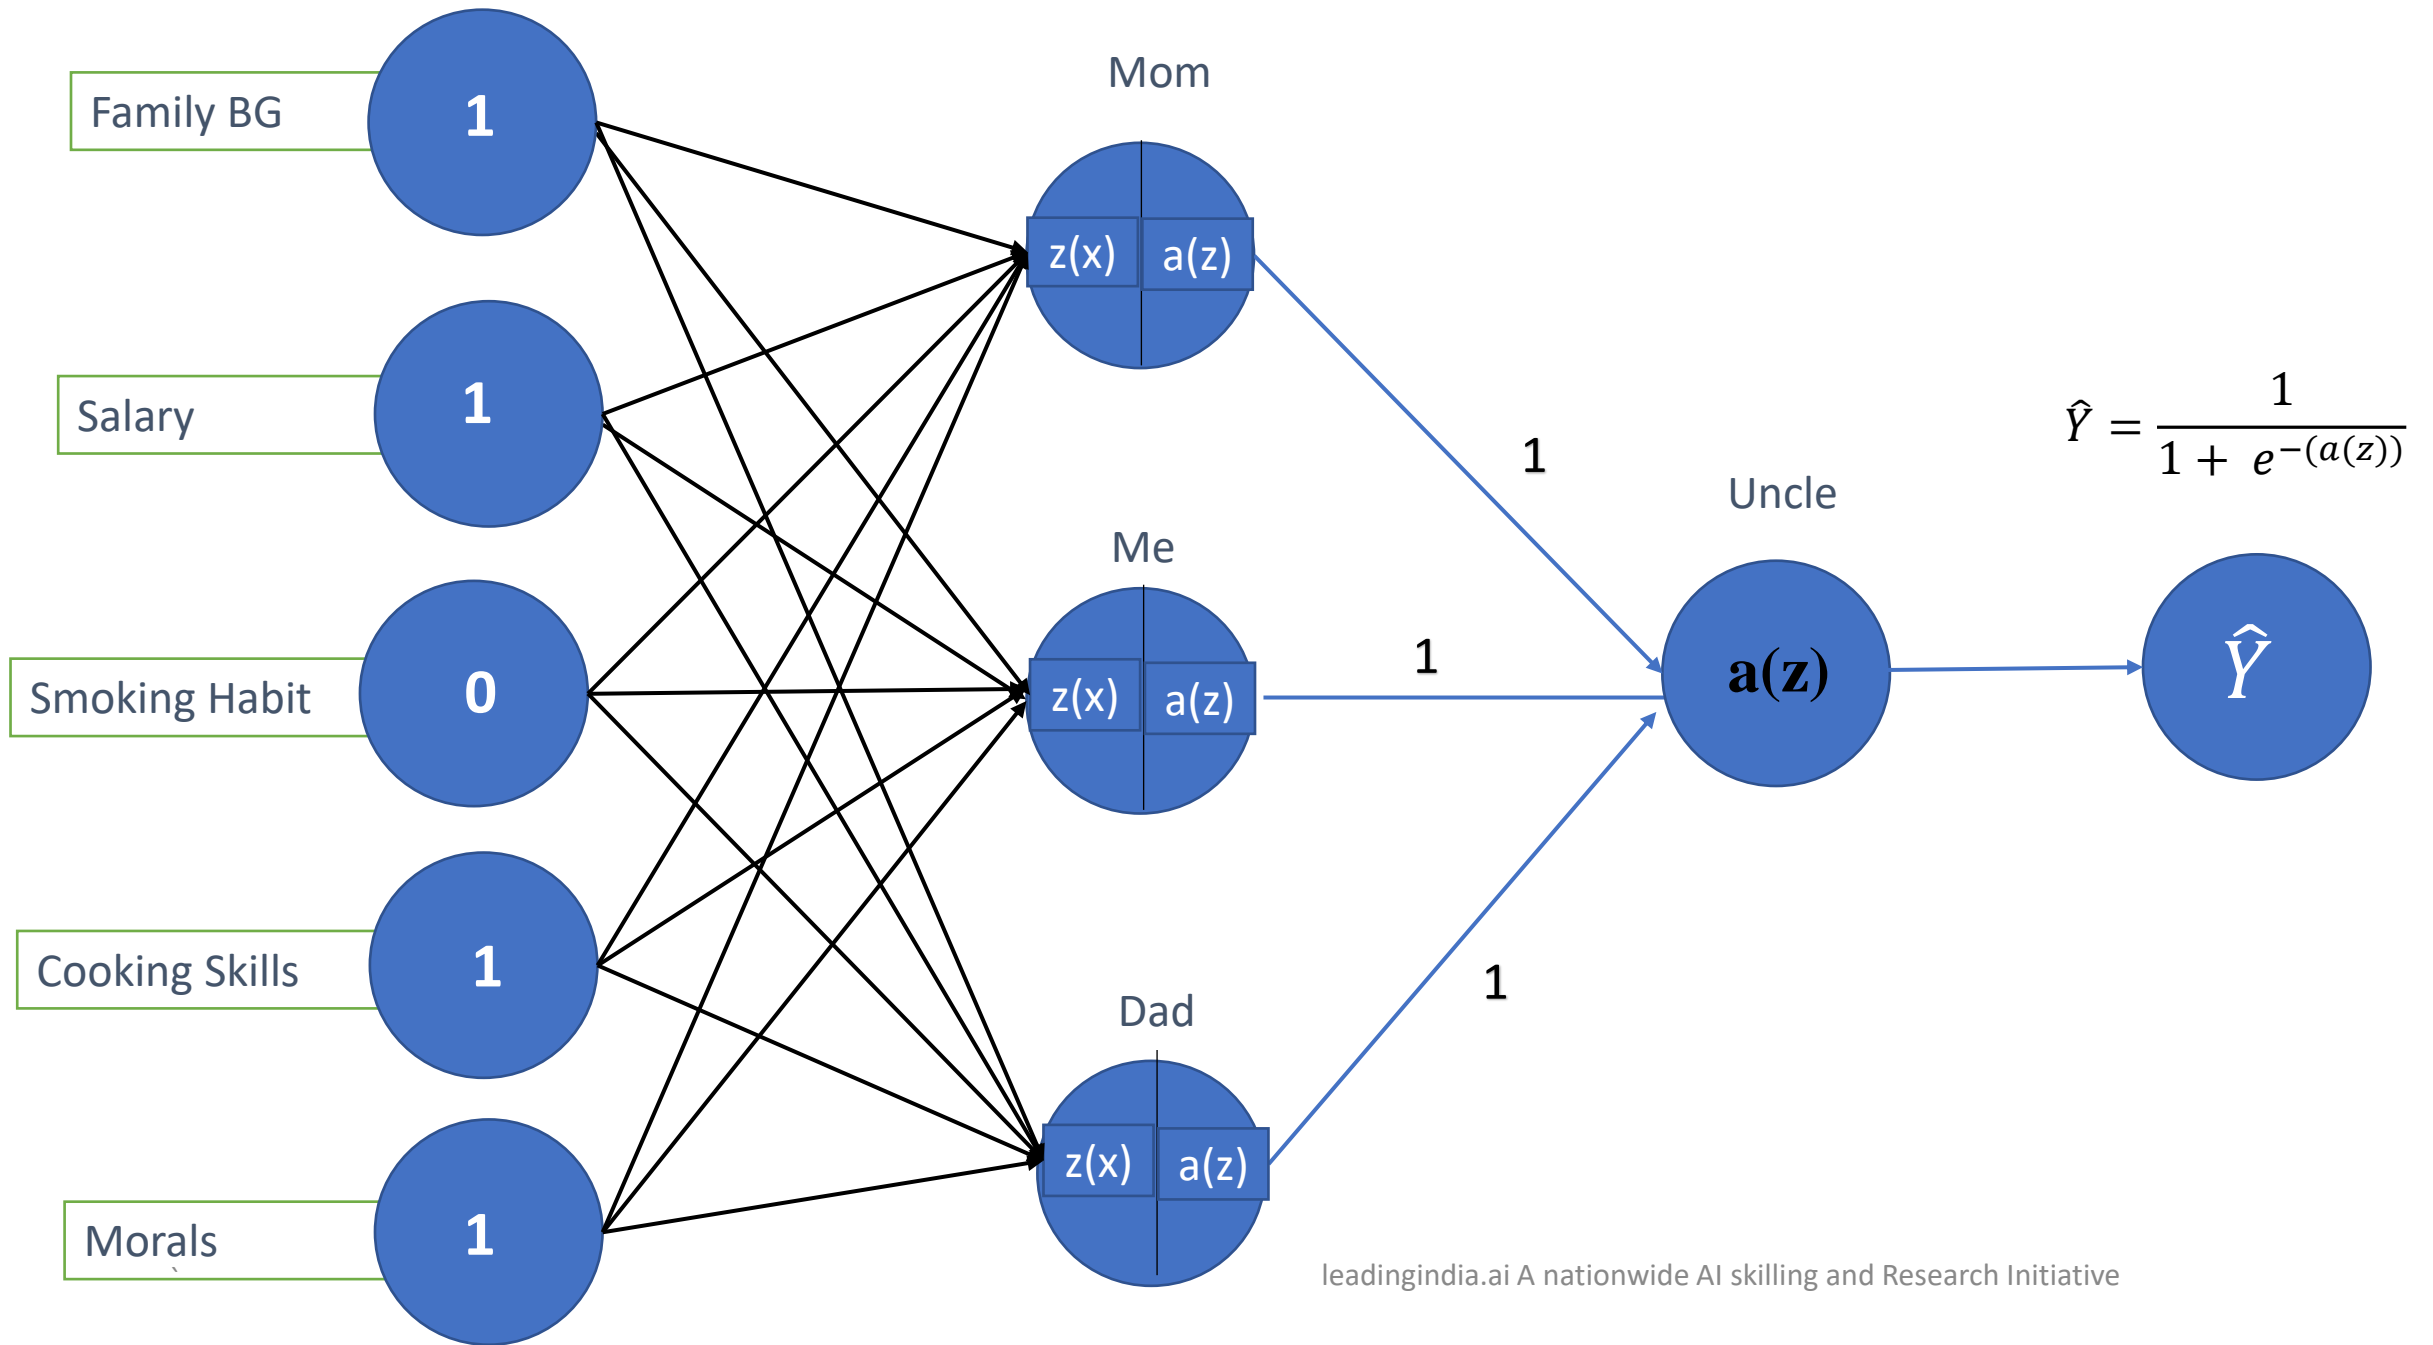 Family BG
1
Salary
1
Smoking Habit
0
Cooking Skills
1
Morals
`
1
Mom
z(x)
a(z)
Me
z(x)
a(z)
Dad
z(x)
a(z)
1
1
1
Uncle
a(z)
Ŷ = 1 / (1 + e^−(a(z)))
Ŷ
leadingindia.ai A nationwide AI skilling and Research Initiative